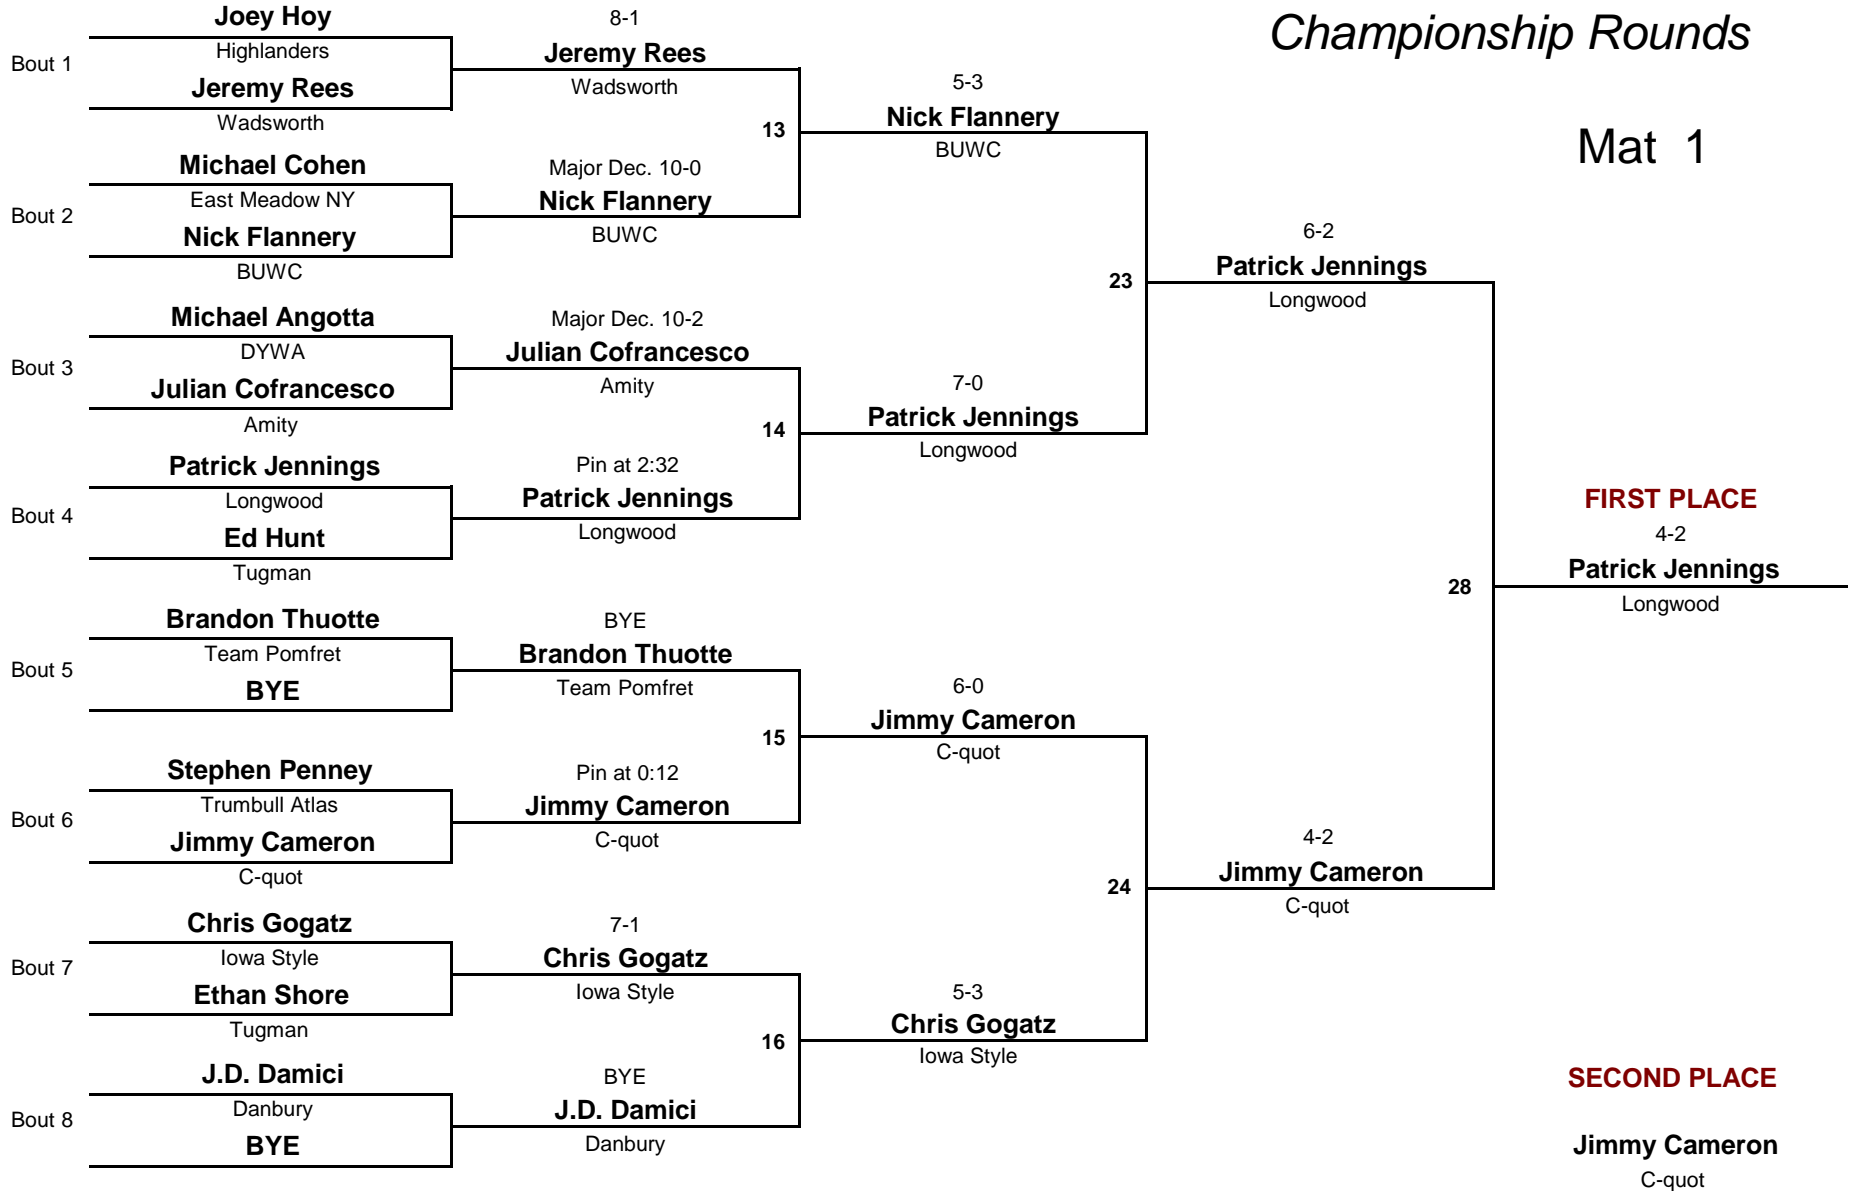 Championship Rounds
Mat 1
Bout 1
Joey Hoy
Highlanders
Jeremy Rees
Wadsworth
Bout 2
Michael Cohen
East Meadow NY
Nick Flannery
BUWC
Bout 3
Michael Angotta
DYWA
Julian Cofrancesco
Amity
Bout 4
Patrick Jennings
Longwood
Ed Hunt
Tugman
Bout 5
Brandon Thuotte
Team Pomfret
BYE
Bout 6
Stephen Penney
Trumbull Atlas
Jimmy Cameron
C-quot
Bout 7
Chris Gogatz
Iowa Style
Ethan Shore
Tugman
Bout 8
J.D. Damici
Danbury
BYE
8-1
Jeremy Rees
Wadsworth
13
Major Dec. 10-0
Nick Flannery
BUWC
Major Dec. 10-2
Julian Cofrancesco
Amity
14
Pin at 2:32
Patrick Jennings
Longwood
BYE
Brandon Thuotte
Team Pomfret
15
Pin at 0:12
Jimmy Cameron
C-quot
7-1
Chris Gogatz
Iowa Style
16
BYE
J.D. Damici
Danbury
5-3
Nick Flannery
BUWC
23
7-0
Patrick Jennings
Longwood
6-0
Jimmy Cameron
C-quot
24
5-3
Chris Gogatz
Iowa Style
6-2
Patrick Jennings
Longwood
28
4-2
Jimmy Cameron
C-quot
FIRST PLACE
4-2
Patrick Jennings
Longwood
SECOND PLACE
Jimmy Cameron
C-quot